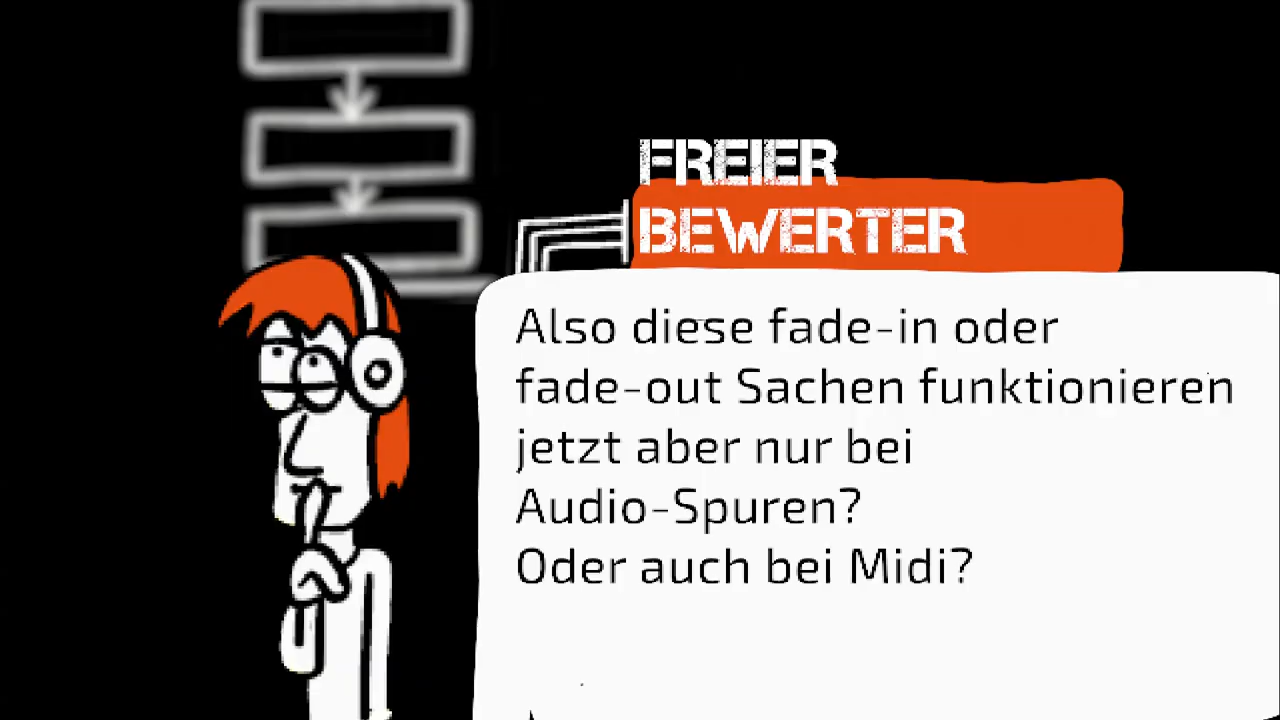 FREIER
BEWERTER
Also diese fade-in oder
fade-out Sachen funktionieren
jetzt aber nur bei
Audio-Spuren?
Oder auch bei Midi?